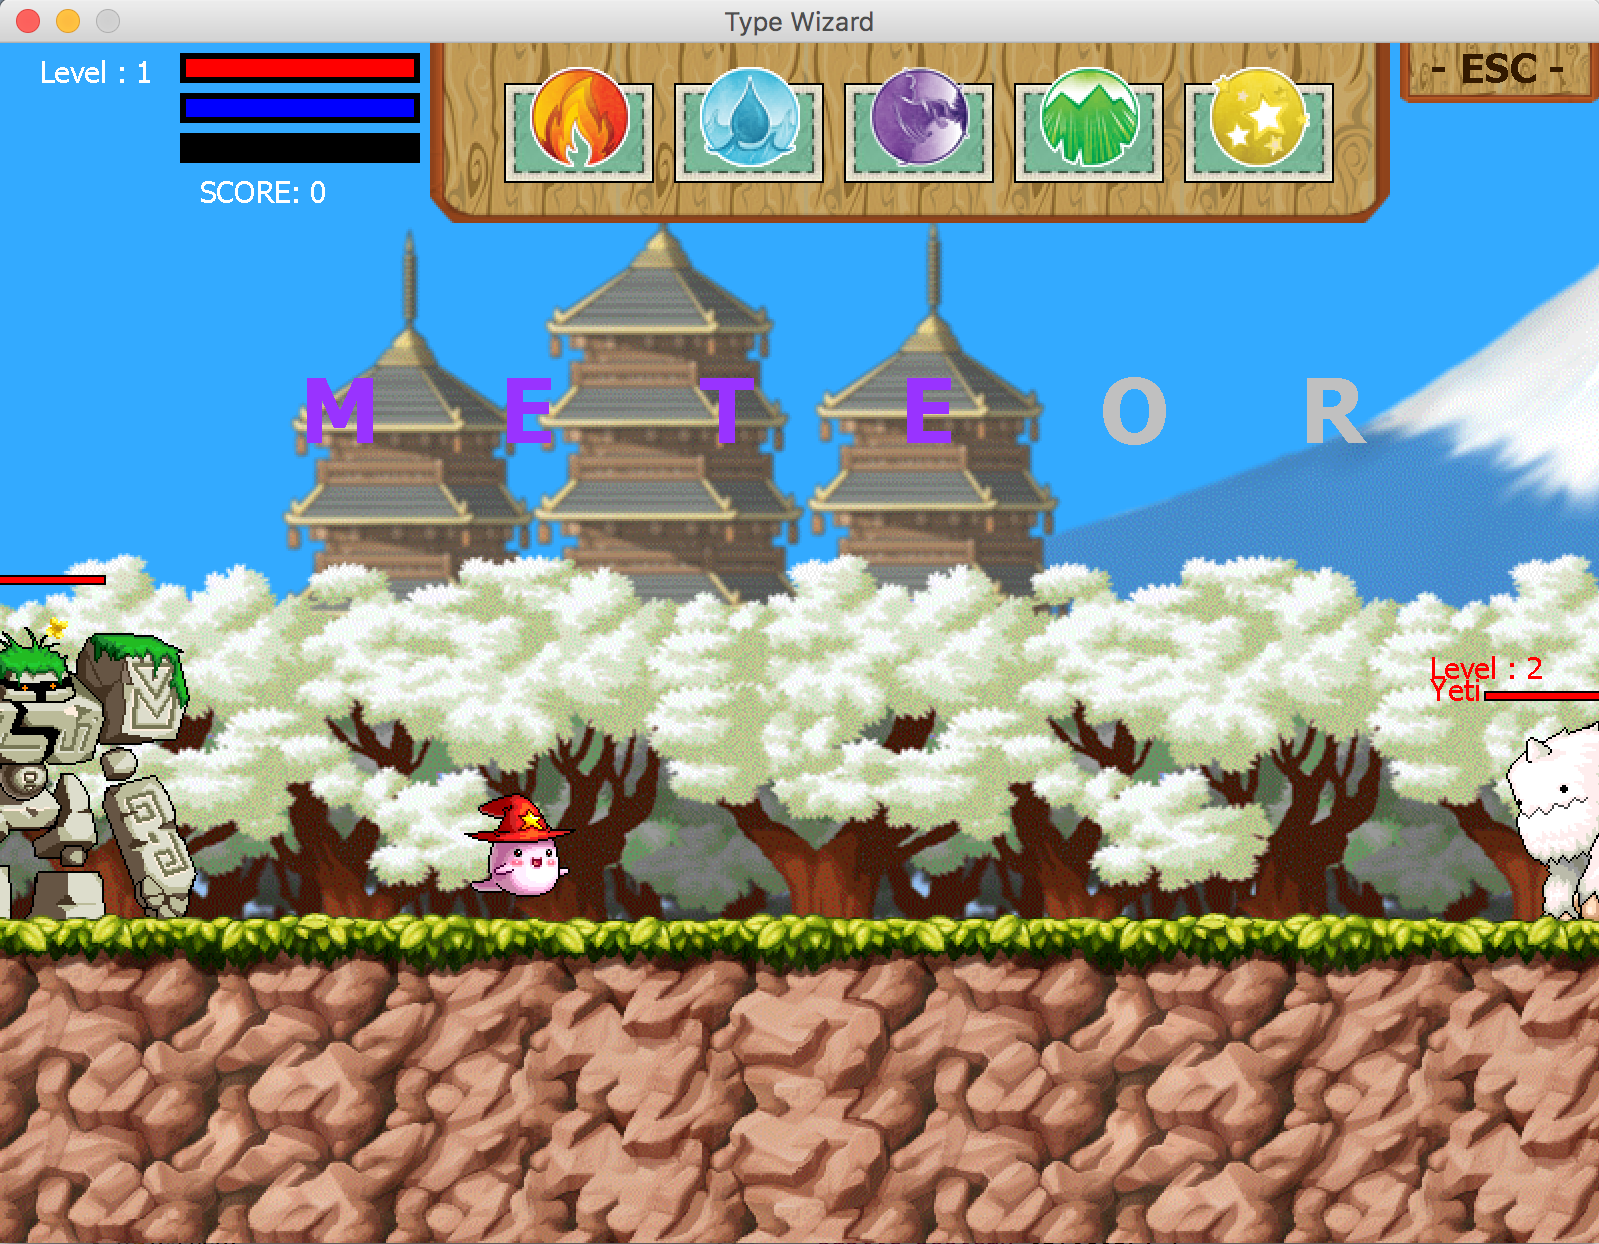 Type Wizard
Level : 1
- ESC -
SCORE: 0
M E T E O R
Level : 2
Yeti